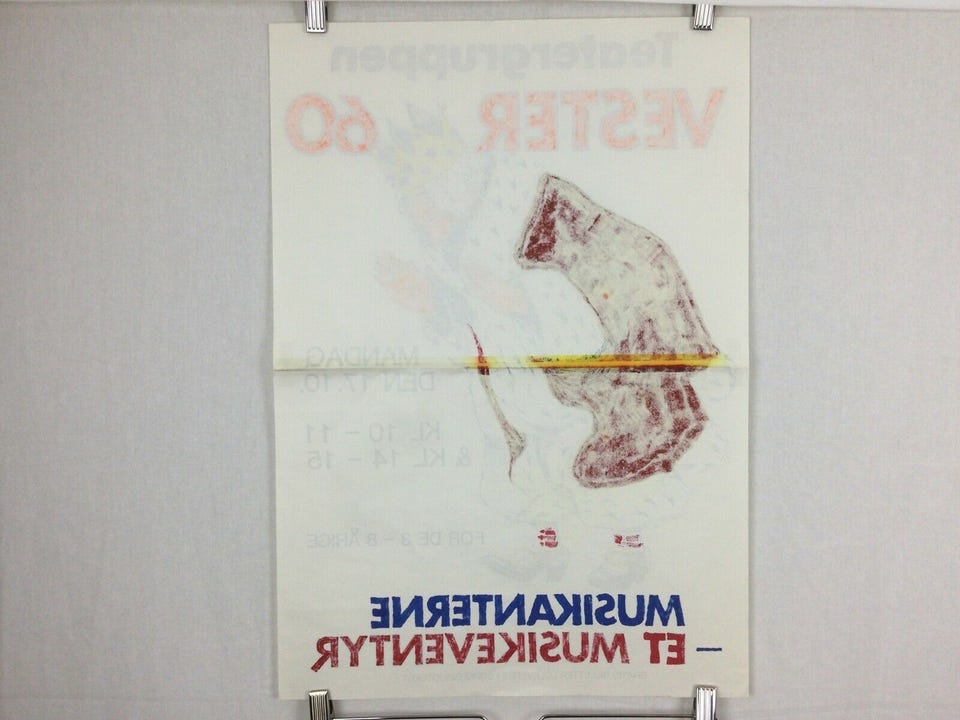 Teatergruppen
VESTER 60
MANDAG
DEN 17.10.
KL 10 - 11
& KL 14 - 15
FOR DE 3 - 8 ÅRIGE
MUSIKANTERNE
- ET MUSIKEVENTYR